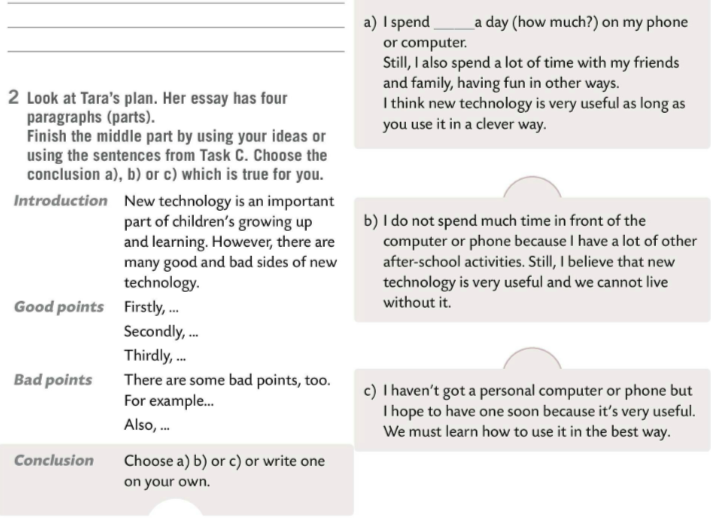 2 Look at Tara's plan. Her essay has four
paragraphs (parts).
Finish the middle part by using your ideas or
using the sentences from Task C. Choose the
conclusion a), b) or c) which is true for you.
Introduction New technology is an important
part of children's growing up
and learning. However, there are
many good and bad sides of new
technology.
Good points Firstly, ...
Secondly, ...
Thirdly, ...
Bad points There are some bad points, too.
For example...
Also, ...
Conclusion Choose a) b) or c) or write one
on your own.
a) I spend _____a day (how much?) on my phone
or computer.
Still, I also spend a lot of time with my friends
and family, having fun in other ways.
I think new technology is very useful as long as
you use it in a clever way.
b) I do not spend much time in front of the
computer or phone because I have a lot of other
after-school activities. Still, I believe that new
technology is very useful and we cannot live
without it.
c) I haven't got a personal computer or phone but
I hope to have one soon because it's very useful.
We must learn how to use it in the best way.